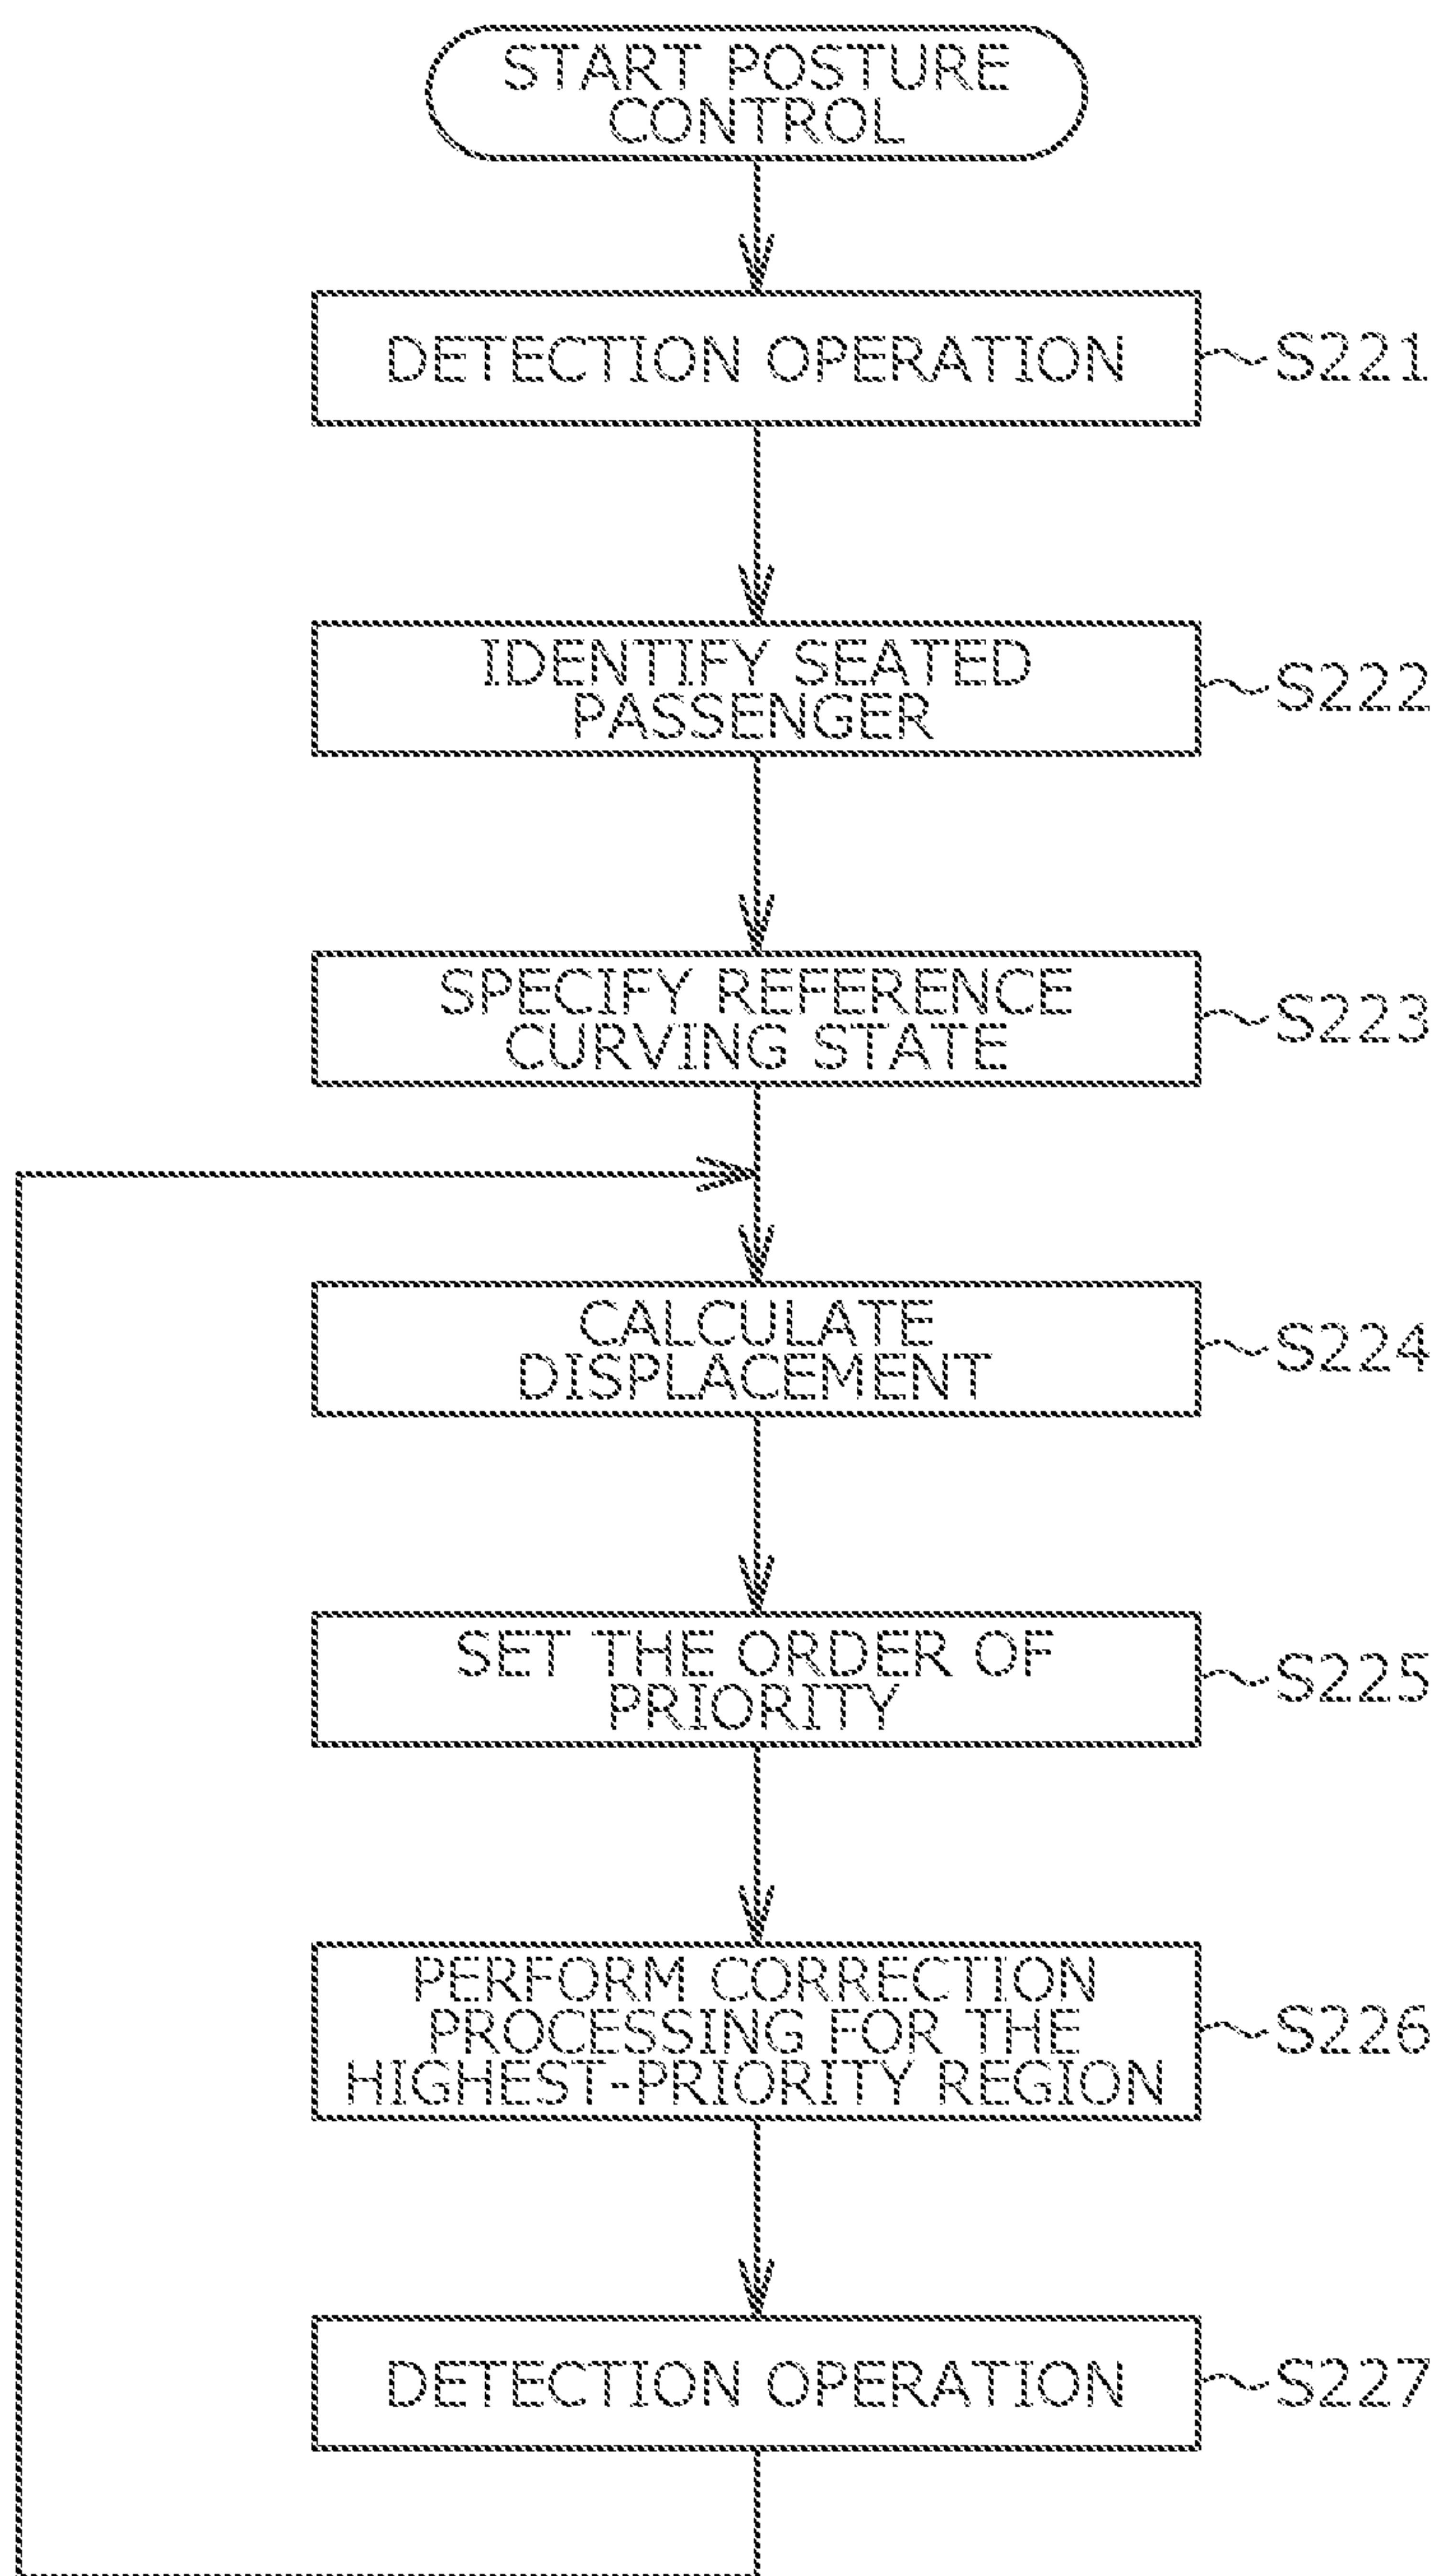 START POSTURE
CONTROL
DETECTION OPERATION
S221
IDENTIFY SEATED
PASSENGER
S222
SPECIFY REFERENCE
CURVING STATE
S223
CALCULATE
DISPLACEMENT
S224
SET THE ORDER OF
PRIORITY
S225
PERFORM CORRECTION
PROCESSING FOR THE
HIGHEST-PRIORITY REGION
S226
DETECTION OPERATION
S227